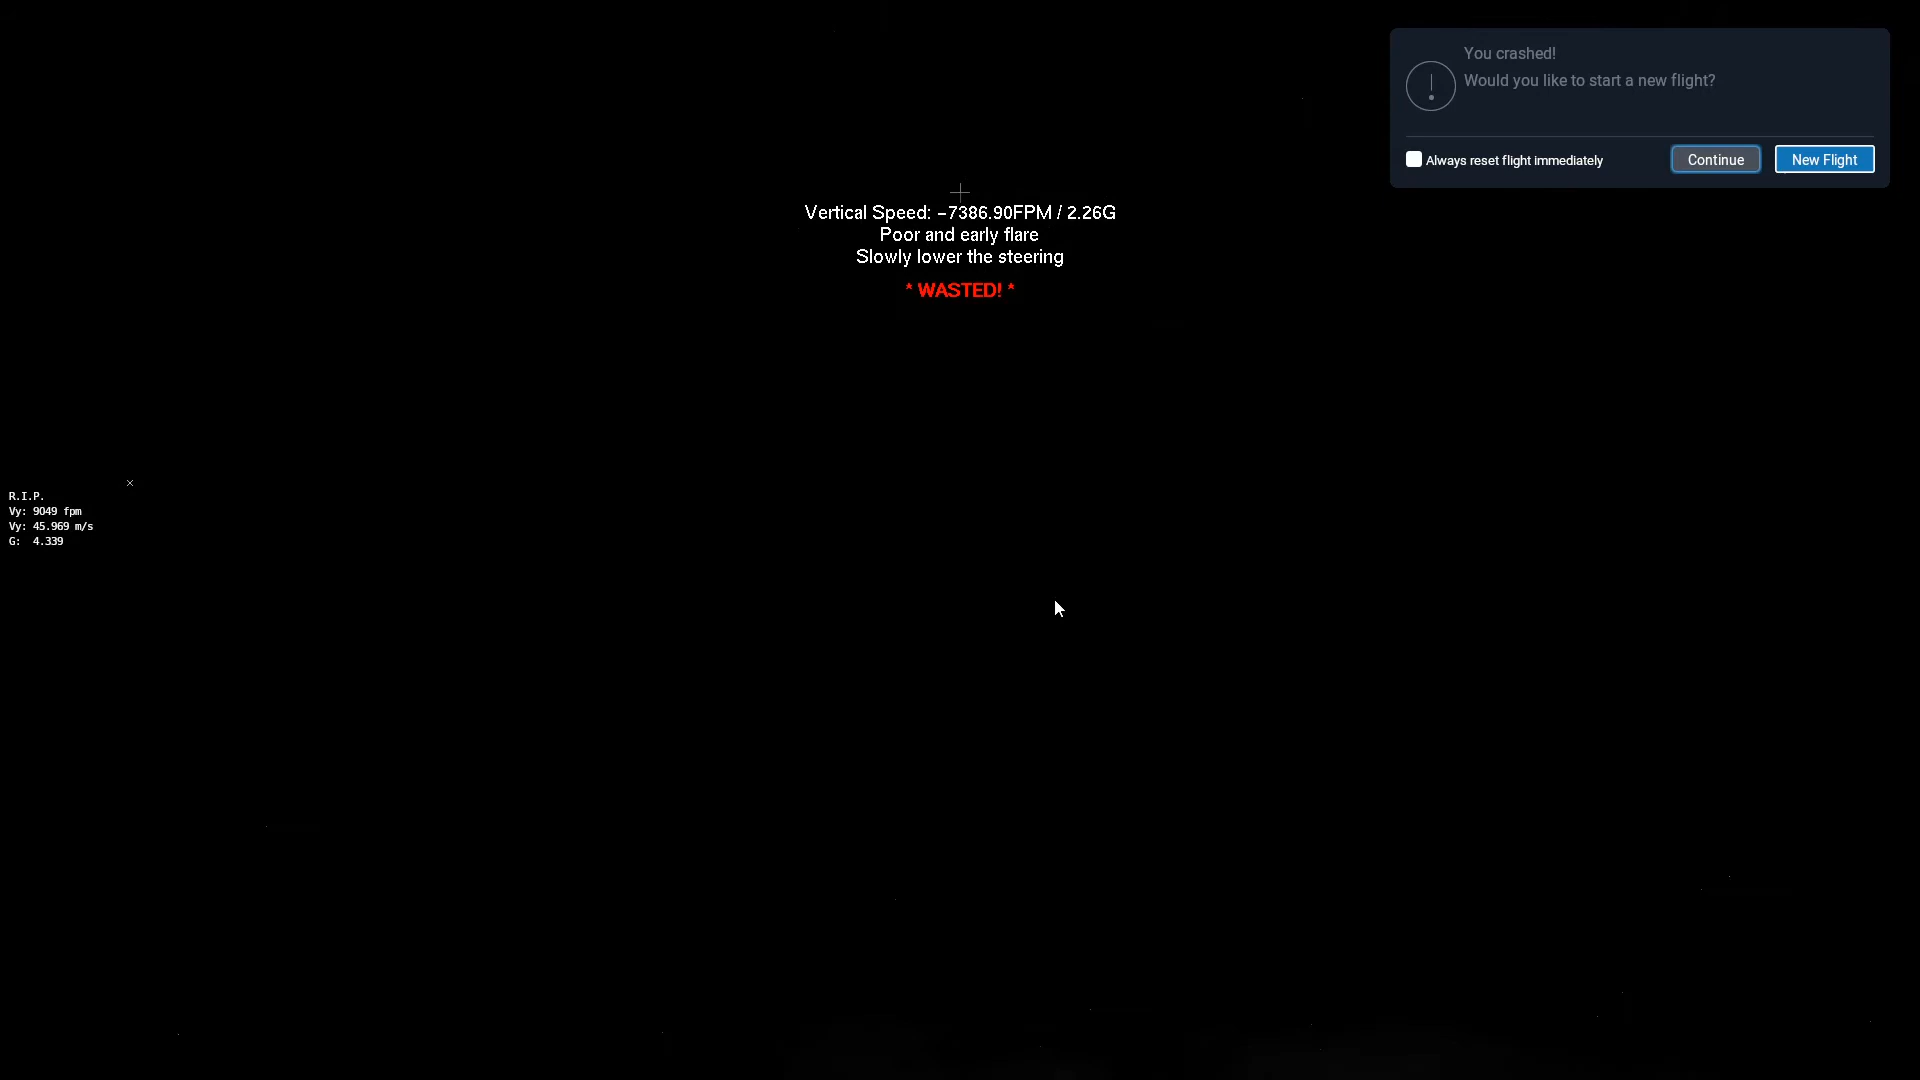 You crashed!
Would you like to start a new flight?
Always reset flight immediately
Continue
New Flight
Vertical Speed: -7386.90FPM / 2.26G
Poor and early flare
Slowly lower the steering
* WASTED! *
R.I.P.
Vy: 9049 fpm
Vy: 45.969 m/s
G: 4.339